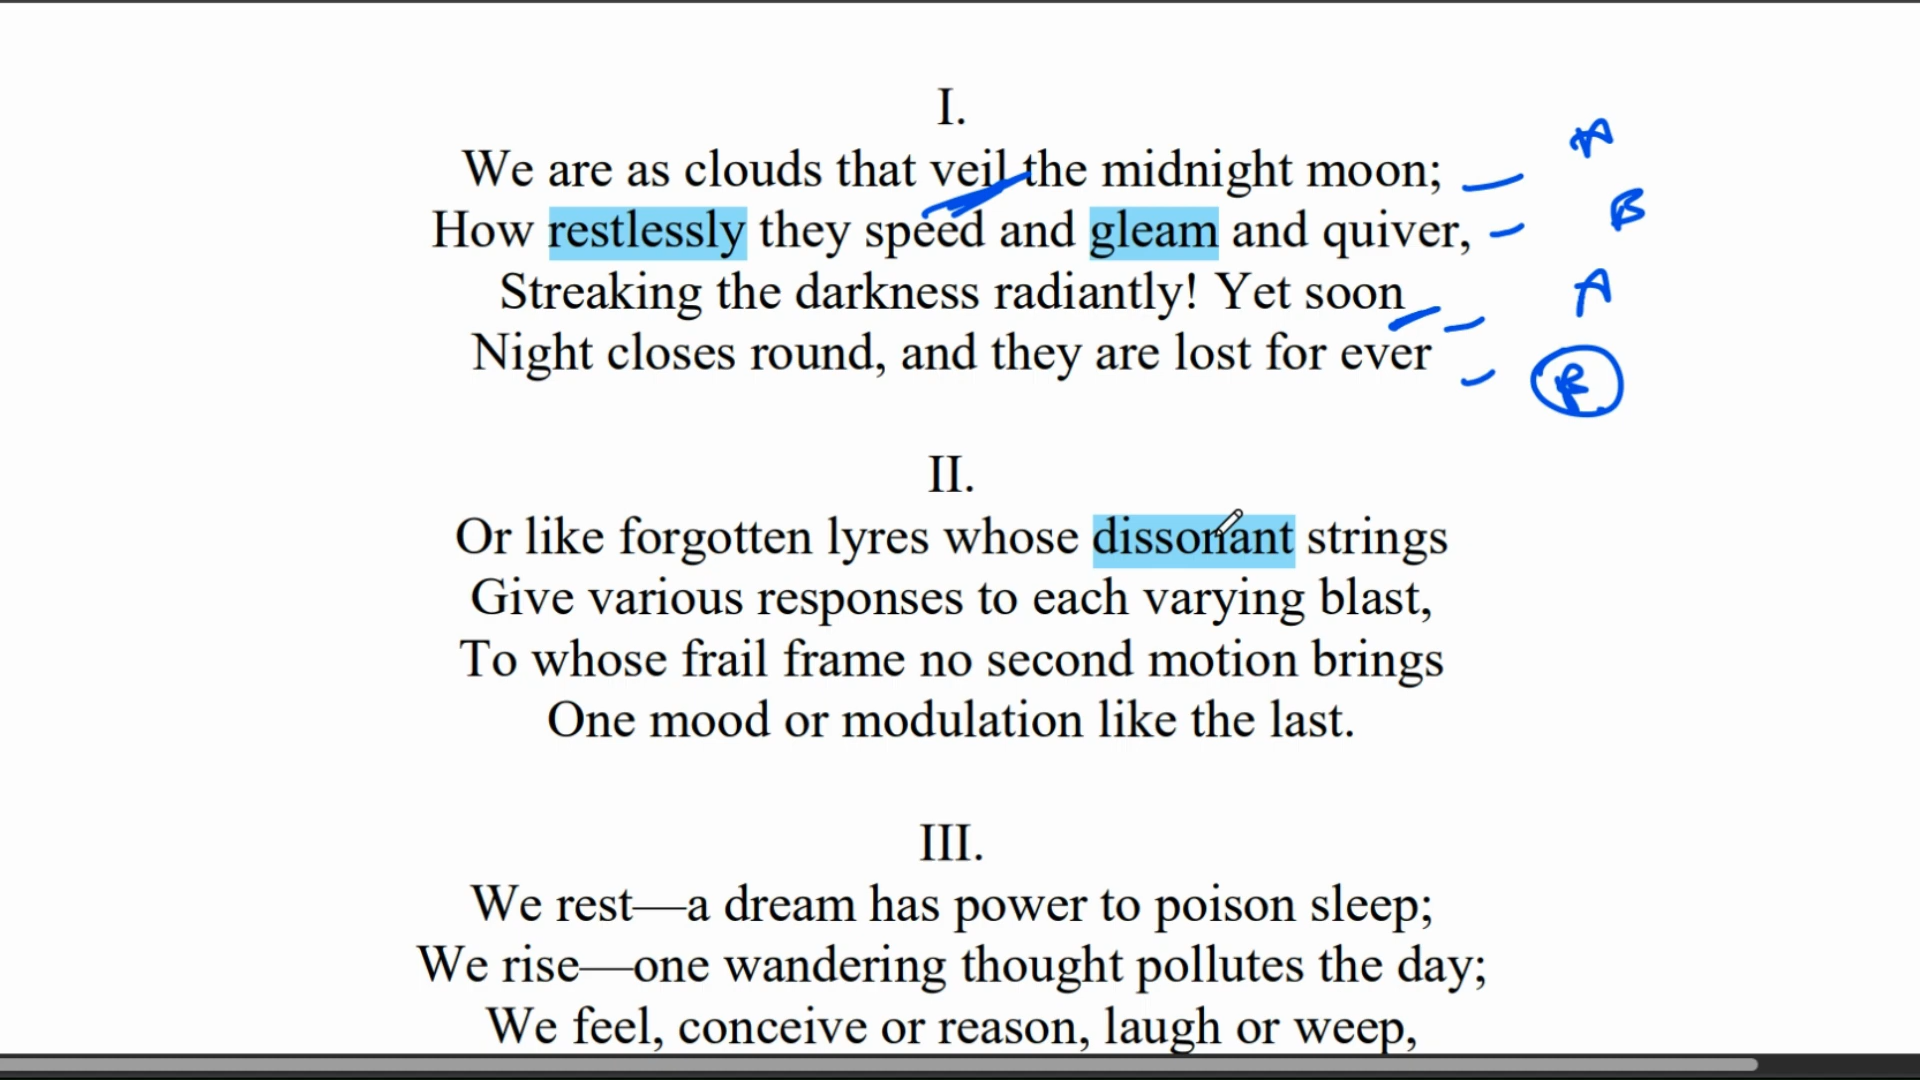 I.
We are as clouds that veil the midnight moon; A
How restlessly they speed and gleam and quiver, B
Streaking the darkness radiantly! Yet soon A
Night closes round, and they are lost for ever
II.
Or like forgotten lyres whose dissonant strings
Give various responses to each varying blast,
To whose frail frame no second motion brings
One mood or modulation like the last.
III.
We rest—a dream has power to poison sleep;
We rise—one wandering thought pollutes the day;
We feel, conceive or reason, laugh or weep,